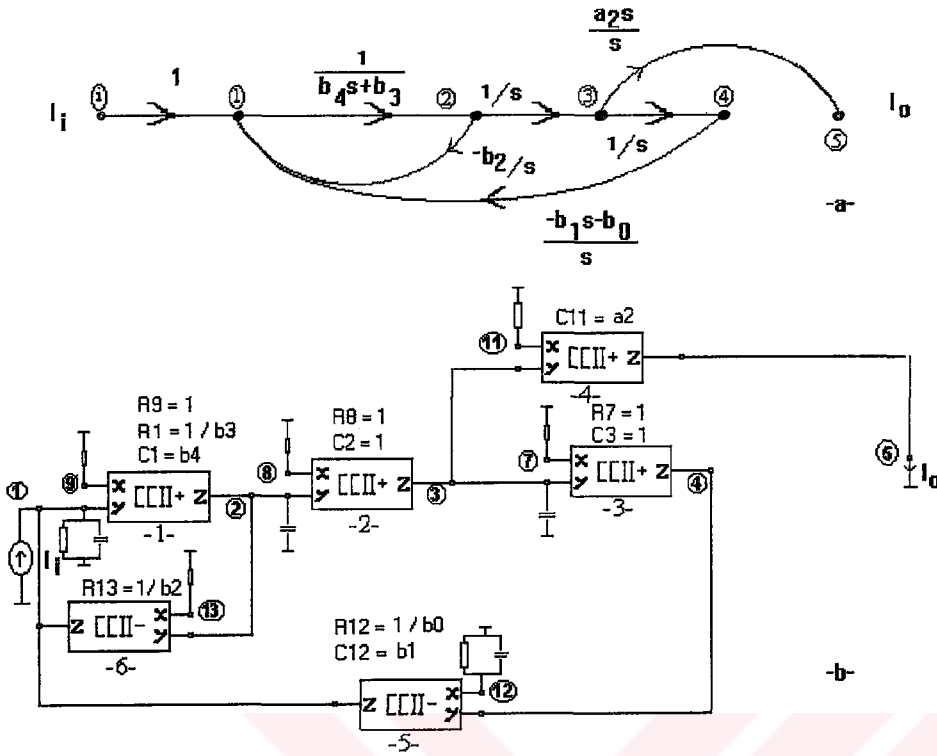 a₂s
s
1
1
b₄s+b₃
1/s
i
1
2
3
4
Iᵢ
Iₒ
5
-b₂/s
1/s
-a-
-b₁s-b₀
s
C11 = a2
11
X CCII+ Z
Y
-4-
R9 = 1
R1 = 1 / b3
C1 = b4
R8 = 1
C2 = 1
R7 = 1
C3 = 1
9
8
7
X CCII+ Z
Y
-1-
X CCII+ Z
Y
-2-
X CCII+ Z
Y
-3-
1
2
3
4
Iᵢ
Iₒ
R13 = 1/ b2
13
Z CCII- X
Y
-6-
R12 = 1 / b0
C12 = b1
12
Z CCII- X
Y
-5-
-b-